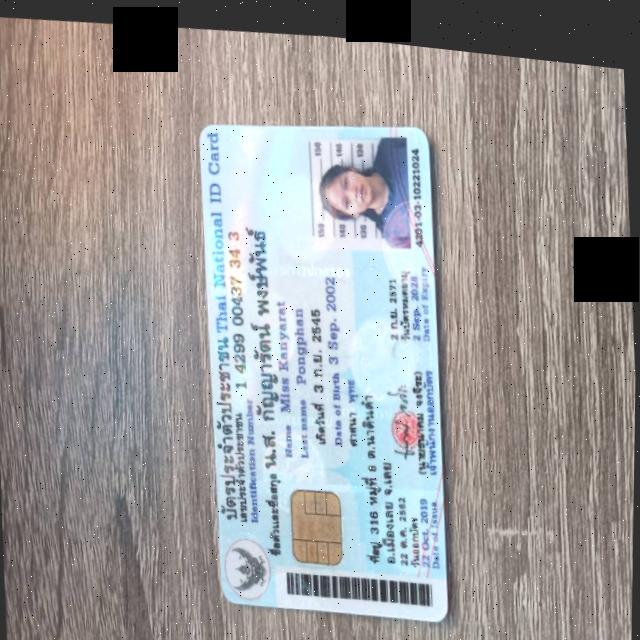 บัตรประจำตัวประชาชน Thai National ID Card
เลขประจำตัวประชาชน 1 4299 00437 34 3
Identification Number
ชื่อตัวและชื่อสกุล น.ส. กัญญารัตน์ พงษ์พันธ์
Name Miss Kanyarat
Last name Pongphan
เกิดวันที่ 3 ก.ย. 2545
Date of Birth 3 Sep. 2002
ศาสนา พุทธ
ที่อยู่ 316 หมู่ที่ 8 ต.นาดินดำ
อ.เมืองเลย จ.เลย
22 ต.ค. 2562
วันออกบัตร
22 Oct. 2019
Date of Issue
เจ้าพนักงานออกบัตร
2 ก.ย. 2571
วันบัตรหมดอายุ
2 Sep. 2028
Date of Expiry
4201-03-10221024